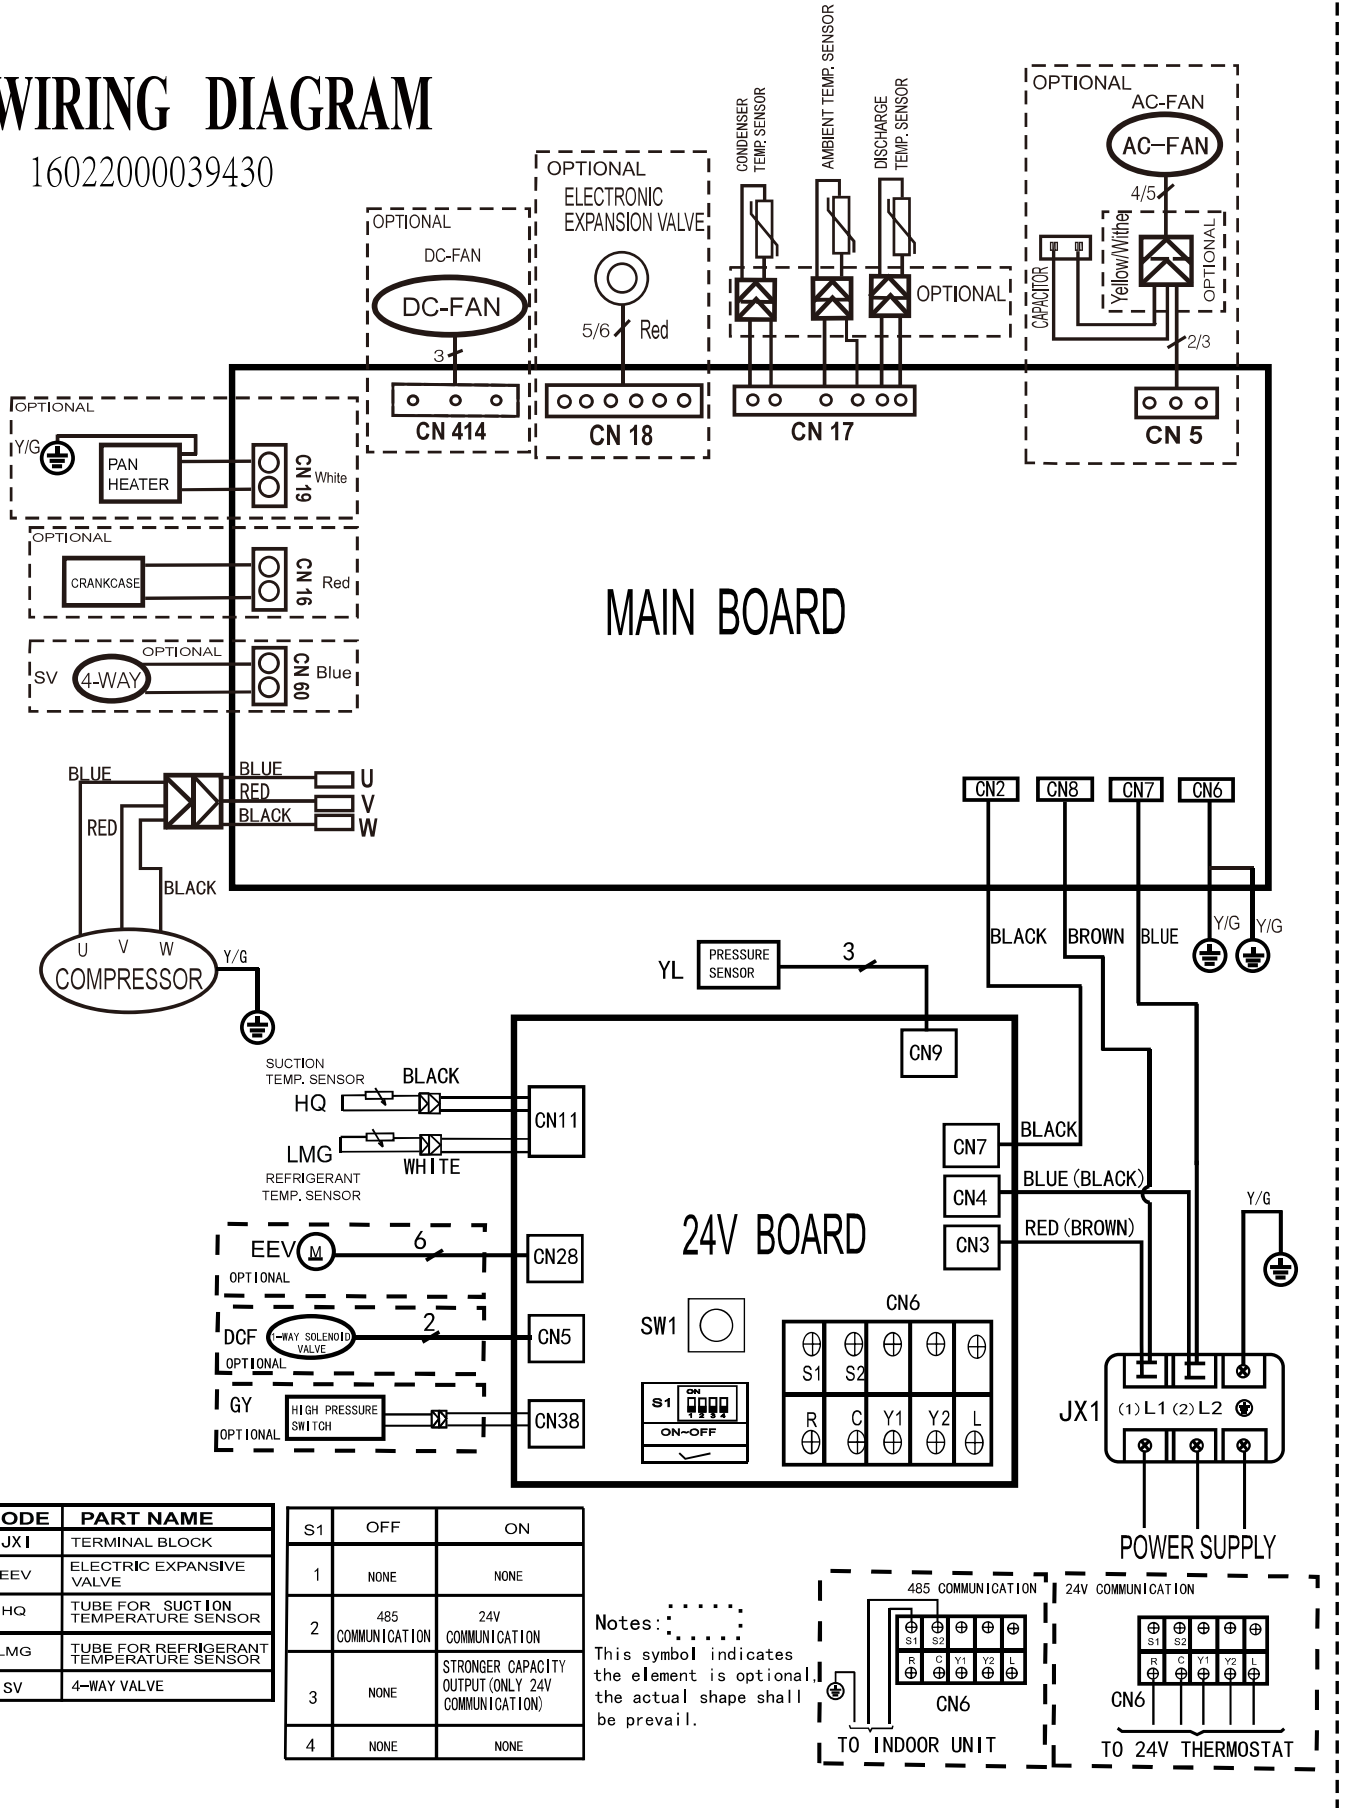 WIRING DIAGRAM
16022000039430
OPTIONAL
DC-FAN
DC-FAN
3
CN 414
OPTIONAL
ELECTRONIC
EXPANSION VALVE
5/6
Red
CN 18
CONDENSER
TEMP. SENSOR
AMBIENT TEMP. SENSOR
DISCHARGE
TEMP. SENSOR
OPTIONAL
CN 17
OPTIONAL
AC-FAN
AC-FAN
4/5
Yellow/Withe
OPTIONAL
CAPACITOR
2/3
CN 5
OPTIONAL
Y/G
PAN
HEATER
CN 19
White
OPTIONAL
CRANKCASE
CN 16
Red
OPTIONAL
SV
4-WAY
CN 60
Blue
MAIN BOARD
BLUE
RED
BLACK
BLUE
RED
BLACK
U
V
W
U V W
COMPRESSOR
Y/G
CN2
CN8
CN7
CN6
BLACK
BROWN
BLUE
Y/G
Y/G
YL
PRESSURE
SENSOR
3
CN9
SUCTION
TEMP. SENSOR
HQ
BLACK
CN11
LMG
WHITE
REFRIGERANT
TEMP. SENSOR
EEV
M
6
OPTIONAL
CN28
DCF
1-WAY SOLENOID
VALVE
2
OPTIONAL
CN5
GY
HIGH PRESSURE
SWITCH
OPTIONAL
CN38
24V BOARD
CN7
BLACK
CN4
BLUE(BLACK)
CN3
RED(BROWN)
SW1
S1
ON
1 2 3 4
ON~OFF
CN6
S1 S2
R C Y1 Y2 L
Y/G
JX1
(1)L1 (2)L2
POWER SUPPLY
ODE PART NAME
JX1 TERMINAL BLOCK
EEV ELECTRIC EXPANSIVE
VALVE
HQ TUBE FOR SUCTION
TEMPERATURE SENSOR
LMG TUBE FOR REFRIGERANT
TEMPERATURE SENSOR
SV 4-WAY VALVE
S1 OFF ON
1 NONE NONE
2 485
COMMUNICATION 24V
COMMUNICATION
3 NONE STRONGER CAPACITY
OUTPUT(ONLY 24V
COMMUNICATION)
4 NONE NONE
Notes:
This symbol indicates
the element is optional,
the actual shape shall
be prevail.
485 COMMUNICATION
S1 S2
R C Y1 Y2 L
CN6
TO INDOOR UNIT
24V COMMUNICATION
S1 S2
R C Y1 Y2 L
CN6
TO 24V THERMOSTAT